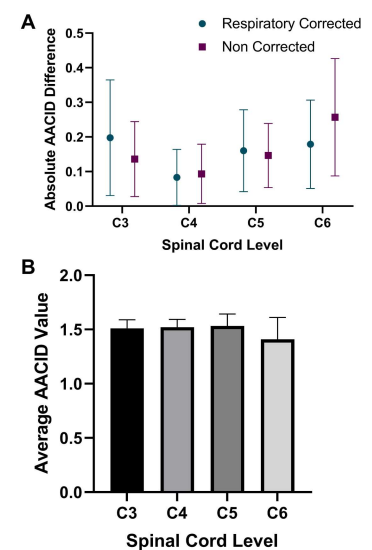 A
Respiratory Corrected
Non Corrected
Absolute AACID Difference
0.5
0.4
0.3
0.2
0.1
0.0
C3 C4 C5 C6
Spinal Cord Level
B
Average AACID Value
2.0
1.5
1.0
0.5
0.0
C3 C4 C5 C6
Spinal Cord Level